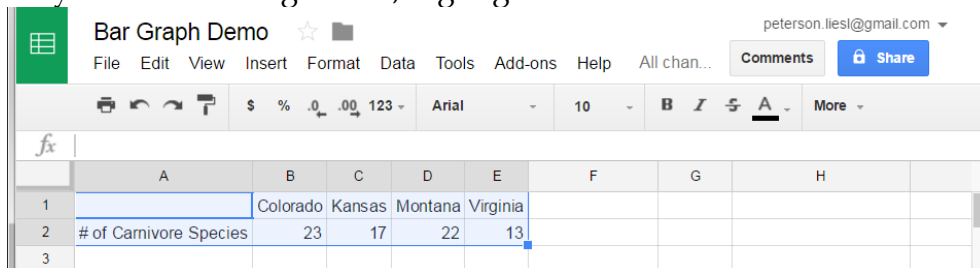 Bar Graph Demo
peterson.liesl@gmail.com
File Edit View Insert Format Data Tools Add-ons Help All chan...
Comments
Share
$ % .0 .00 123 Arial 10 B I S A More
fx
A B C D E F G H
1 Colorado Kansas Montana Virginia
2 # of Carnivore Species 23 17 22 13
3